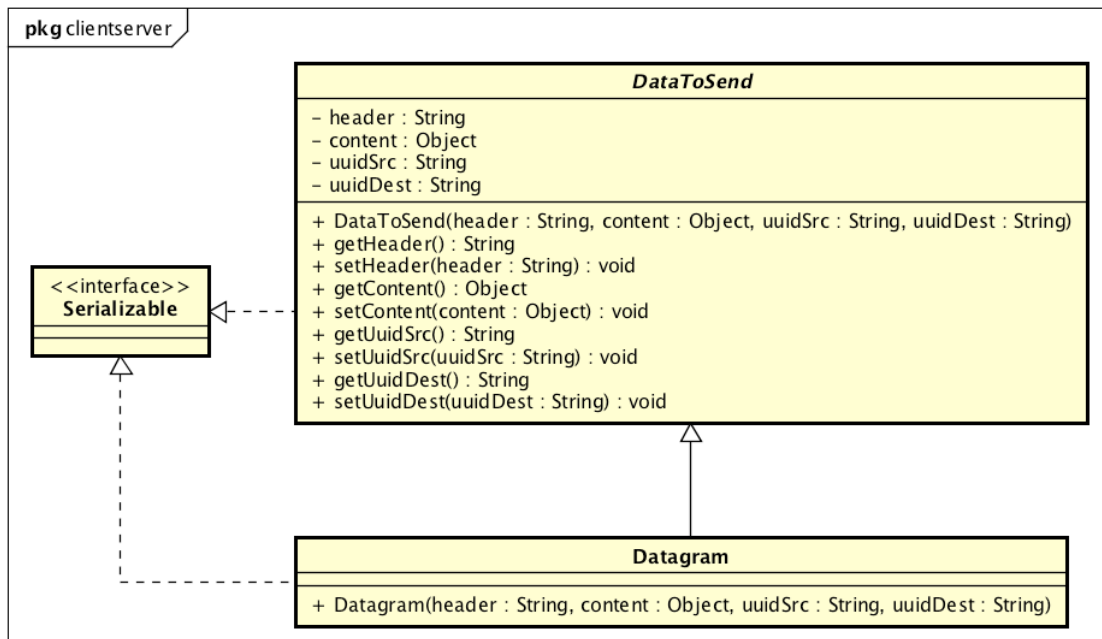 pkg clientserver
DataToSend
– header : String
– content : Object
– uuidSrc : String
– uuidDest : String
+ DataToSend(header : String, content : Object, uuidSrc : String, uuidDest : String)
+ getHeader() : String
+ setHeader(header : String) : void
+ getContent() : Object
+ setContent(content : Object) : void
+ getUuidSrc() : String
+ setUuidSrc(uuidSrc : String) : void
+ getUuidDest() : String
+ setUuidDest(uuidDest : String) : void
<<interface>>
Serializable
Datagram
+ Datagram(header : String, content : Object, uuidSrc : String, uuidDest : String)